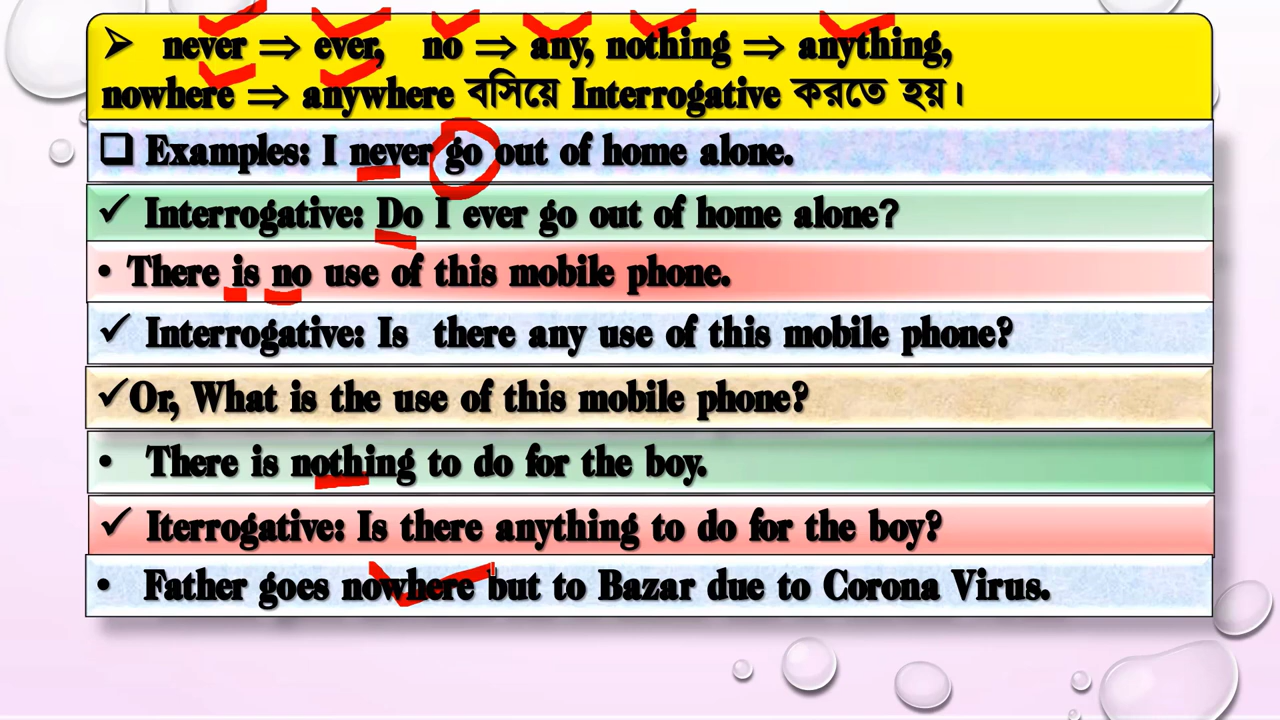 ➢ never ⇒ ever, no ⇒ any, nothing ⇒ anything,
nowhere ⇒ anywhere বসিয়ে Interrogative করতে হয়।
❑ Examples: I never go out of home alone.
✓ Interrogative: Do I ever go out of home alone?
• There is no use of this mobile phone.
✓ Interrogative: Is there any use of this mobile phone?
✓Or, What is the use of this mobile phone?
• There is nothing to do for the boy.
✓ Iterrogative: Is there anything to do for the boy?
• Father goes nowhere but to Bazar due to Corona Virus.